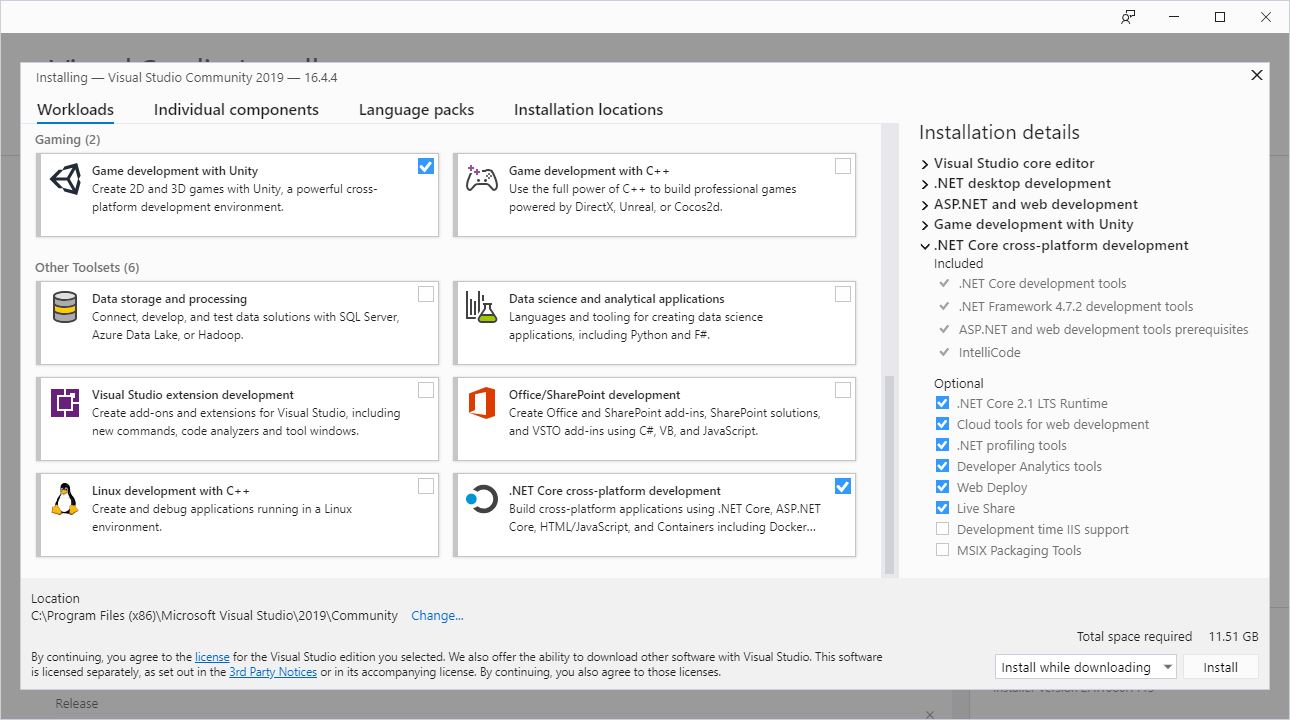 Installing — Visual Studio Community 2019 — 16.4.4
Workloads
Individual components
Language packs
Installation locations
Gaming (2)
Game development with Unity
Create 2D and 3D games with Unity, a powerful cross-
platform development environment.
Game development with C++
Use the full power of C++ to build professional games
powered by DirectX, Unreal, or Cocos2d.
Other Toolsets (6)
Data storage and processing
Connect, develop, and test data solutions with SQL Server,
Azure Data Lake, or Hadoop.
Data science and analytical applications
Languages and tooling for creating data science
applications, including Python and F#.
Visual Studio extension development
Create add-ons and extensions for Visual Studio, including
new commands, code analyzers and tool windows.
Office/SharePoint development
Create Office and SharePoint add-ins, SharePoint solutions,
and VSTO add-ins using C#, VB, and JavaScript.
Linux development with C++
Create and debug applications running in a Linux
environment.
.NET Core cross-platform development
Build cross-platform applications using .NET Core, ASP.NET
Core, HTML/JavaScript, and Containers including Docker...
Installation details
Visual Studio core editor
.NET desktop development
ASP.NET and web development
Game development with Unity
.NET Core cross-platform development
Included
.NET Core development tools
.NET Framework 4.7.2 development tools
ASP.NET and web development tools prerequisites
IntelliCode
Optional
.NET Core 2.1 LTS Runtime
Cloud tools for web development
.NET profiling tools
Developer Analytics tools
Web Deploy
Live Share
Development time IIS support
MSIX Packaging Tools
Location
C:\Program Files (x86)\Microsoft Visual Studio\2019\Community Change...
Total space required 11.51 GB
By continuing, you agree to the license for the Visual Studio edition you selected. We also offer the ability to download other software with Visual Studio. This software
is licensed separately, as set out in the 3rd Party Notices or in its accompanying license. By continuing, you also agree to those licenses.
Install while downloading
Install
Release